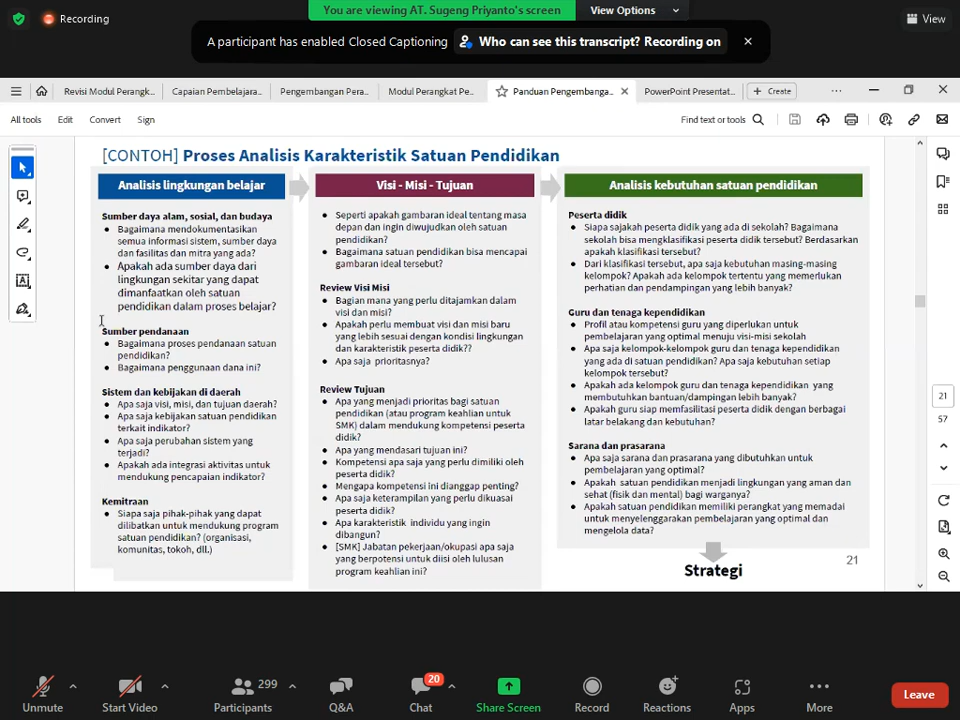 Recording
You are viewing AT. Sugeng Priyanto's screen
View Options
View
A participant has enabled Closed Captioning
Who can see this transcript? Recording on
Revisi Modul Perangk...
Capaian Pembelajara...
Pengembangan Pera...
Modul Perangkat Pe...
Panduan Pengembanga...
PowerPoint Presentat...
Create
All tools
Edit
Convert
Sign
Find text or tools
[CONTOH] Proses Analisis Karakteristik Satuan Pendidikan
Analisis lingkungan belajar
Sumber daya alam, sosial, dan budaya
• Bagaimana mendokumentasikan
semua informasi sistem, sumber daya
dan fasilitas dan mitra yang ada?
• Apakah ada sumber daya dari
lingkungan sekitar yang dapat
dimanfaatkan oleh satuan
pendidikan dalam proses belajar?
Sumber pendanaan
• Bagaimana proses pendanaan satuan
pendidikan?
• Bagaimana penggunaan dana ini?
Sistem dan kebijakan di daerah
• Apa saja visi, misi, dan tujuan daerah?
• Apa saja kebijakan satuan pendidikan
terkait indikator?
• Apa saja perubahan sistem yang
terjadi?
• Apakah ada integrasi aktivitas untuk
mendukung pencapaian indikator?
Kemitraan
• Siapa saja pihak-pihak yang dapat
dilibatkan untuk mendukung program
satuan pendidikan? (organisasi,
komunitas, tokoh, dll.)
Visi - Misi - Tujuan
• Seperti apakah gambaran ideal tentang masa
depan dan ingin diwujudkan oleh satuan
pendidikan?
• Bagaimana satuan pendidikan bisa mencapai
gambaran ideal tersebut?
Review Visi Misi
• Bagian mana yang perlu ditajamkan dalam
visi dan misi?
• Apakah perlu membuat visi dan misi baru
yang lebih sesuai dengan kondisi lingkungan
dan karakteristik peserta didik??
• Apa saja prioritasnya?
Review Tujuan
• Apa yang menjadi prioritas bagi satuan
pendidikan (atau program keahlian untuk
SMK) dalam mendukung kompetensi peserta
didik?
• Apa yang mendasari tujuan ini?
• Kompetensi apa saja yang perlu dimiliki oleh
peserta didik?
• Mengapa kompetensi ini dianggap penting?
• Apa saja keterampilan yang perlu dikuasai
peserta didik?
• Apa karakteristik individu yang ingin
dibangun?
• [SMK] Jabatan pekerjaan/okupasi apa saja
yang berpotensi untuk diisi oleh lulusan
program keahlian ini?
Analisis kebutuhan satuan pendidikan
Peserta didik
• Siapa sajakah peserta didik yang ada di sekolah? Bagaimana
sekolah bisa mengklasifikasi peserta didik tersebut? Berdasarkan
apakah klasifikasi tersebut?
• Dari klasifikasi tersebut, apa saja kebutuhan masing-masing
kelompok? Apakah ada kelompok tertentu yang memerlukan
perhatian dan pendampingan yang lebih banyak?
Guru dan tenaga kependidikan
• Profil atau kompetensi guru yang diperlukan untuk
pembelajaran yang optimal menuju visi-misi sekolah
• Apa saja kelompok-kelompok guru dan tenaga kependidikan
yang ada di satuan pendidikan? Apa saja kebutuhan setiap
kelompok tersebut?
• Apakah ada kelompok guru dan tenaga kependidikan yang
membutuhkan bantuan/dampingan lebih banyak?
• Apakah guru siap memfasilitasi peserta didik dengan berbagai
latar belakang dan kebutuhan?
Sarana dan prasarana
• Apa saja sarana dan prasarana yang dibutuhkan untuk
pembelajaran yang optimal?
• Apakah satuan pendidikan menjadi lingkungan yang aman dan
sehat (fisik dan mental) bagi warganya?
• Apakah satuan pendidikan memiliki perangkat yang memadai
untuk menyelenggarakan pembelajaran yang optimal dan
mengelola data?
Strategi
21
21
57
Unmute
Start Video
299
Participants
Q&A
20
Chat
Share Screen
Record
Reactions
Apps
More
Leave